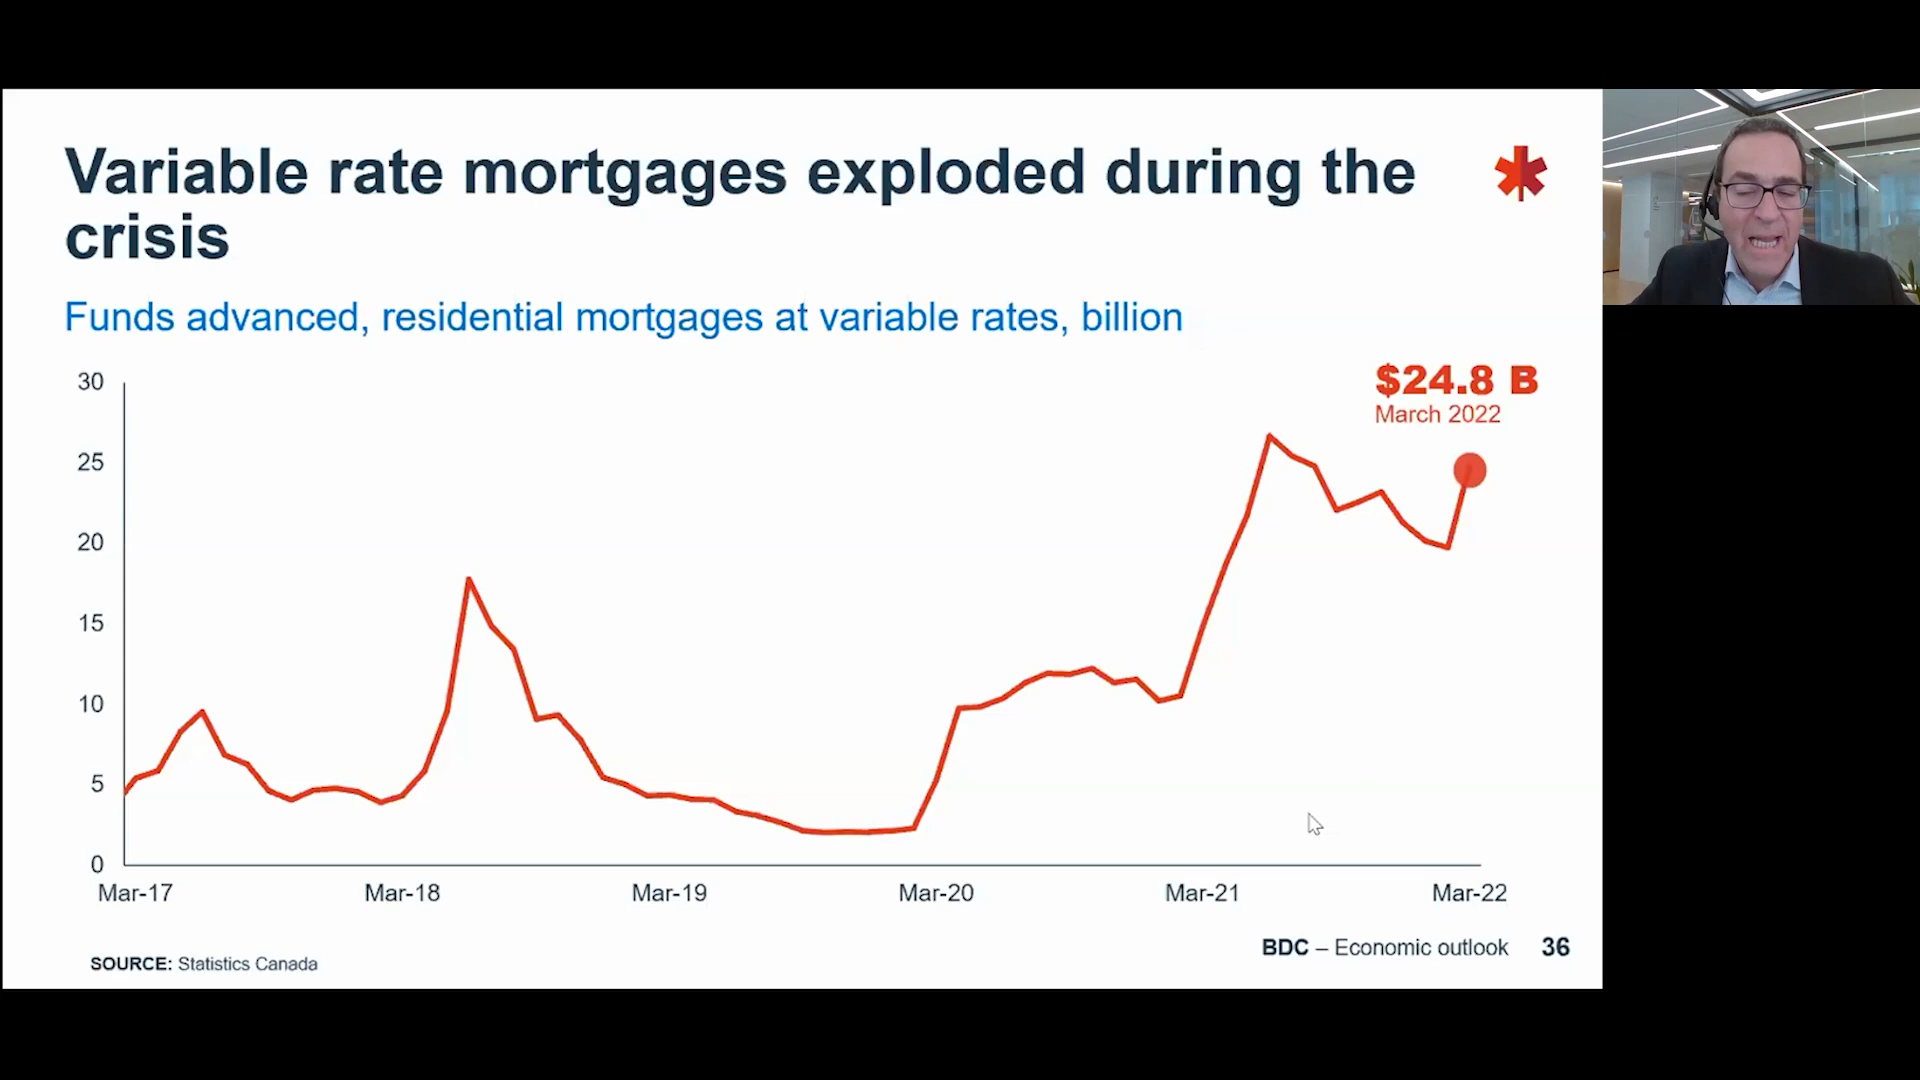 Variable rate mortgages exploded during the
crisis
Funds advanced, residential mortgages at variable rates, billion
$24.8 B
March 2022
30
25
20
15
10
5
0
Mar-17 Mar-18 Mar-19 Mar-20 Mar-21 Mar-22
SOURCE: Statistics Canada
BDC – Economic outlook 36